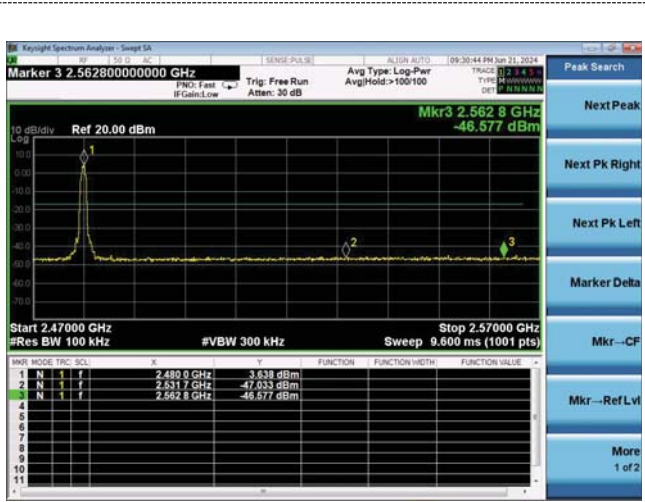 Keysight Spectrum Analyzer - Swept SA
RF 50 Ω AC SENSE:PULSE ALIGN AUTO 09:30:44 PM Jun 21, 2024
Marker 3 2.562800000000 GHz
PNO: Fast
IFGain:Low
Trig: Free Run
Atten: 30 dB
Avg Type: Log-Pwr
Avg|Hold:>100/100
TRACE 1 2 3 4 5 6
TYPE
DET P N N N N N
Peak Search
Mkr3 2.562 8 GHz
-46.577 dBm
10 dB/div Ref 20.00 dBm
Log
10.0
0.00
-10.0
-20.0
-30.0
-40.0
-50.0
-60.0
-70.0
1
2
3
Start 2.47000 GHz
Stop 2.57000 GHz
#Res BW 100 kHz #VBW 300 kHz Sweep 9.600 ms (1001 pts)
MKR MODE TRC SCL X Y FUNCTION FUNCTION WIDTH FUNCTION VALUE
1 N 1 f 2.480 0 GHz 3.638 dBm
2 N 1 f 2.531 7 GHz -47.033 dBm
3 N 1 f 2.562 8 GHz -46.577 dBm
4
5
6
7
8
9
10
11
Next Peak
Next Pk Right
Next Pk Left
Marker Delta
Mkr→CF
Mkr→Ref Lvl
More
1 of 2